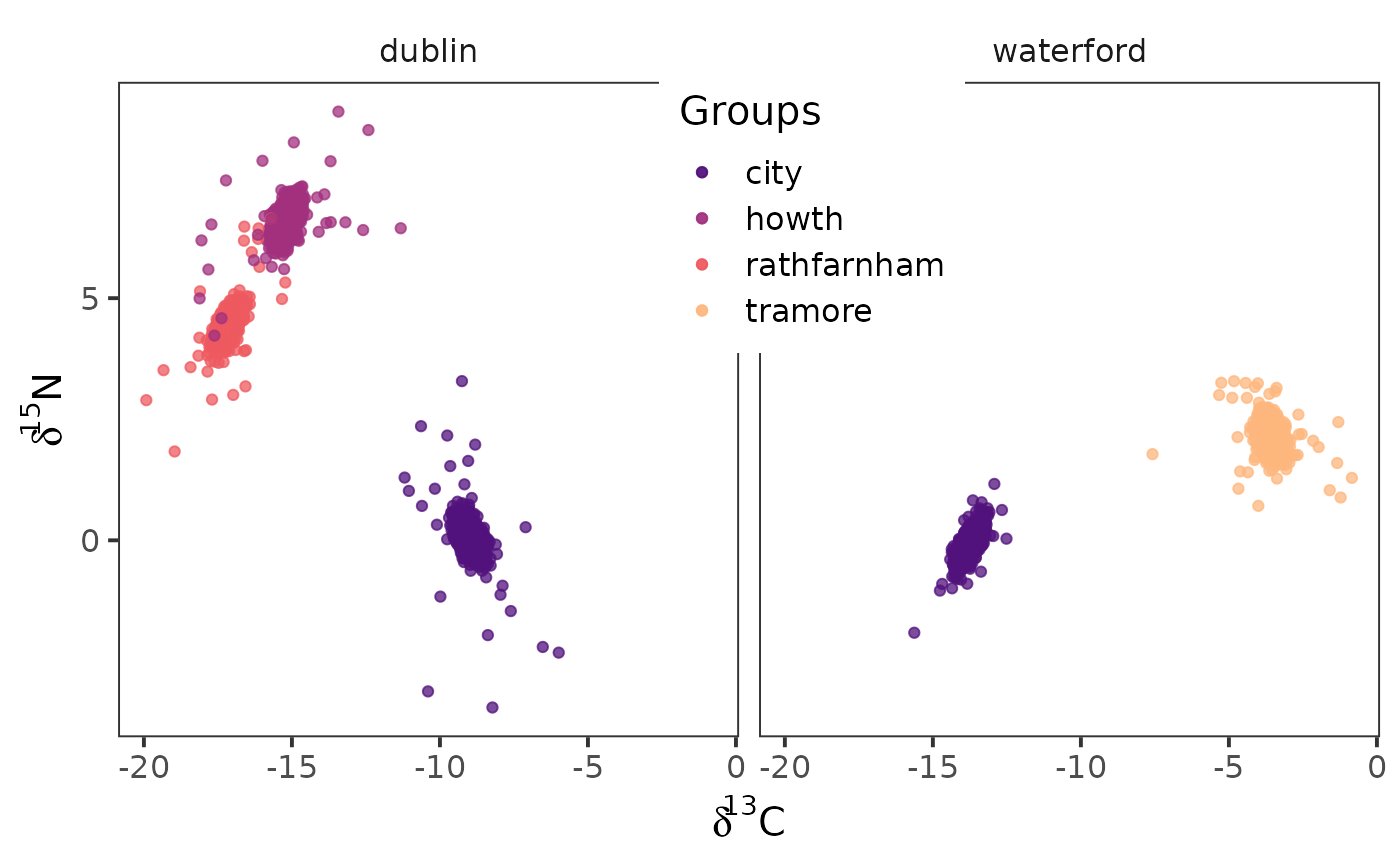 dublin
waterford
Groups
city
howth
rathfarnham
tramore
5
0
δ¹⁵N
-20 -15 -10 -5 0
-20 -15 -10 -5 0
δ¹³C